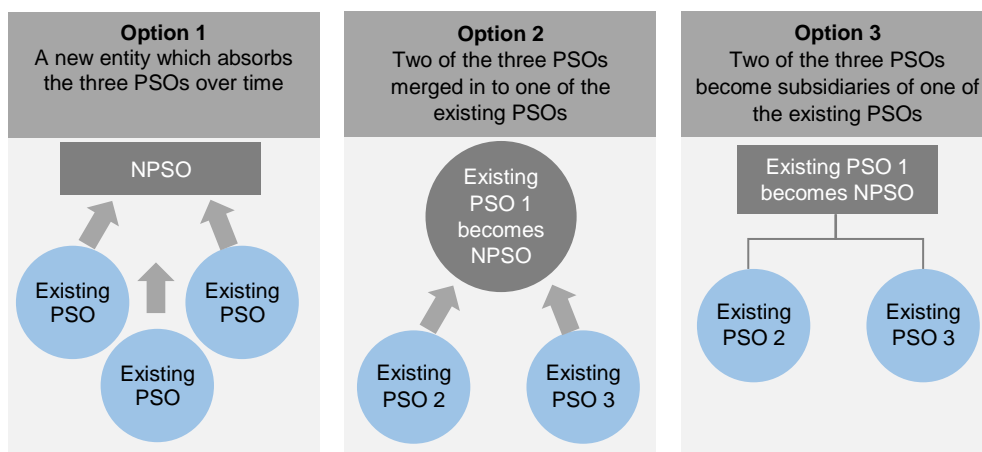 Option 1
A new entity which absorbs
the three PSOs over time
NPSO
Existing
PSO
Existing
PSO
Existing
PSO
Option 2
Two of the three PSOs
merged in to one of the
existing PSOs
Existing
PSO 1
becomes
NPSO
Existing
PSO 2
Existing
PSO 3
Option 3
Two of the three PSOs
become subsidiaries of one of
the existing PSOs
Existing PSO 1
becomes NPSO
Existing
PSO 2
Existing
PSO 3